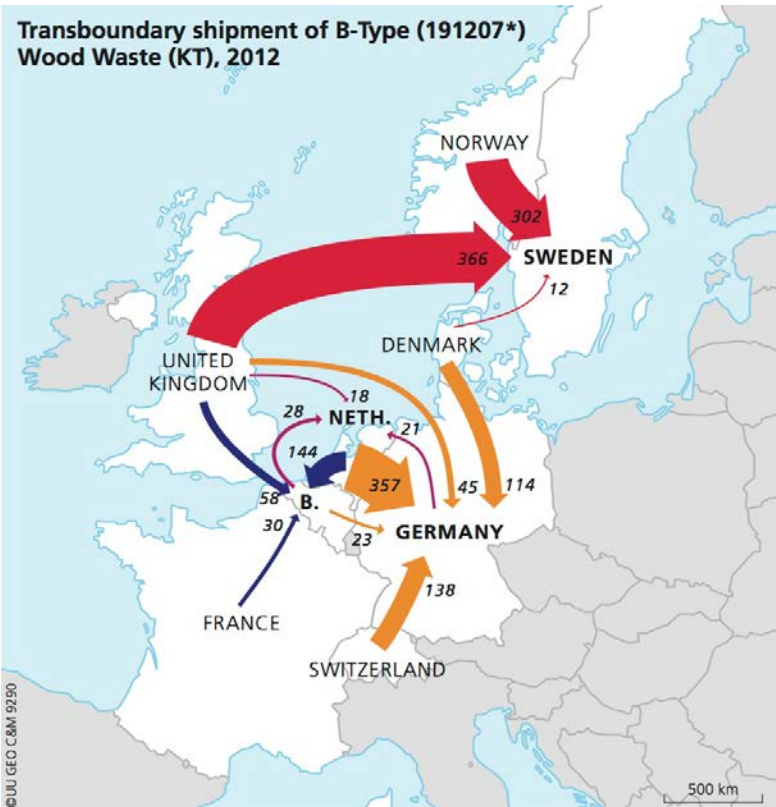 Transboundary shipment of B-Type (191207*)
Wood Waste (KT), 2012
NORWAY
302
366
SWEDEN
12
DENMARK
UNITED
KINGDOM
18
28
NETH.
21
144
357
45
114
58
B.
30
23
GERMANY
138
FRANCE
SWITZERLAND
500 km
©UU GEO C&M 9290